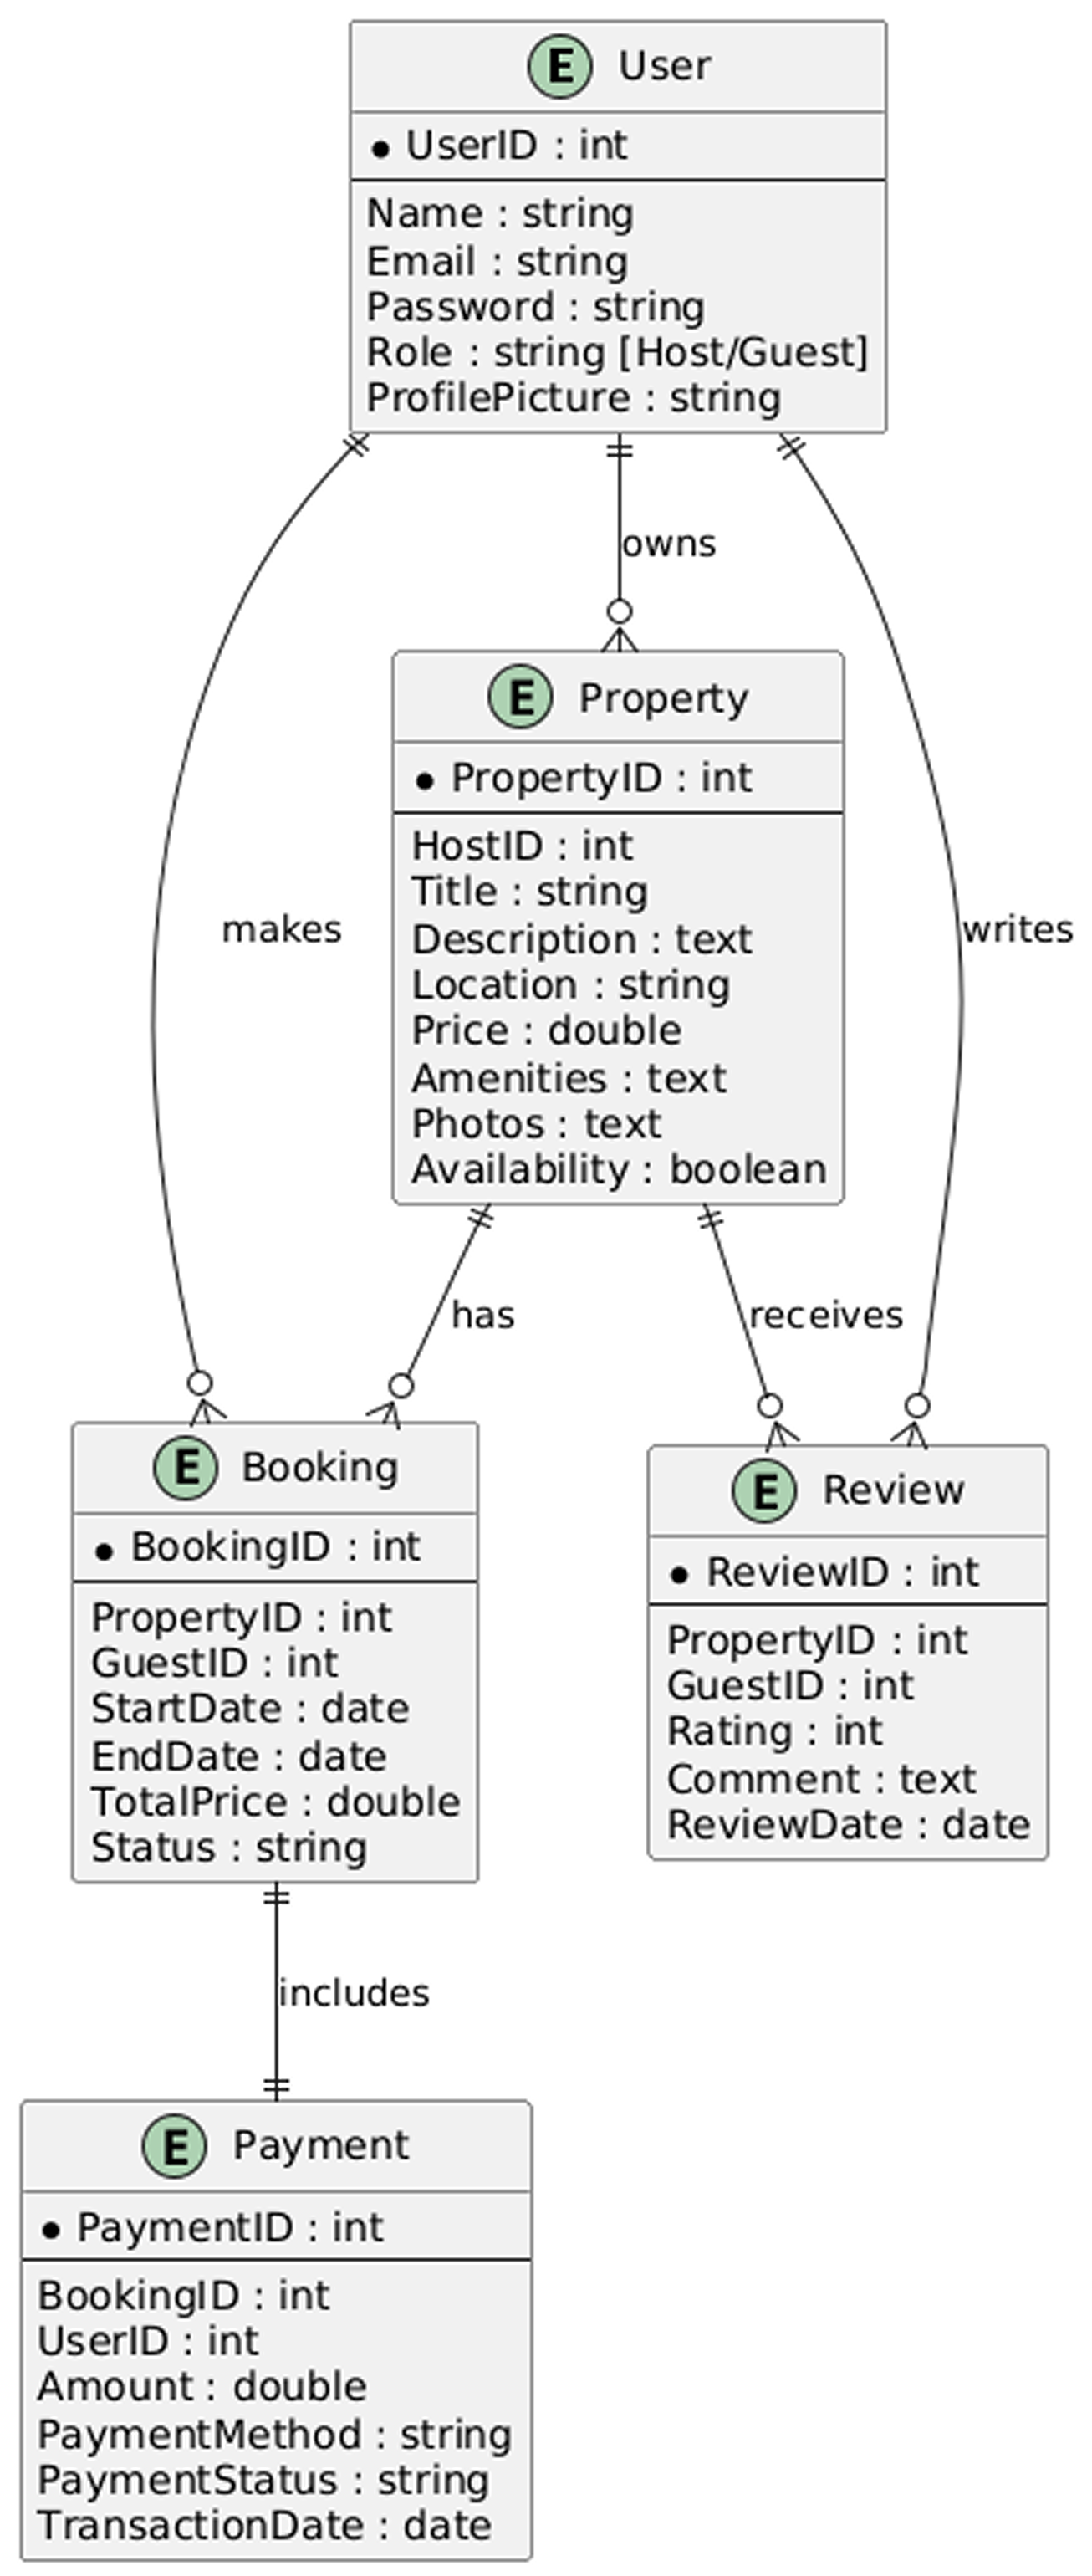 E User
UserID : int
Name : string
Email : string
Password : string
Role : string [Host/Guest]
ProfilePicture : string
owns
E Property
PropertyID : int
HostID : int
Title : string
Description : text
Location : string
Price : double
Amenities : text
Photos : text
Availability : boolean
makes
writes
has
receives
E Booking
BookingID : int
PropertyID : int
GuestID : int
StartDate : date
EndDate : date
TotalPrice : double
Status : string
E Review
ReviewID : int
PropertyID : int
GuestID : int
Rating : int
Comment : text
ReviewDate : date
includes
E Payment
PaymentID : int
BookingID : int
UserID : int
Amount : double
PaymentMethod : string
PaymentStatus : string
TransactionDate : date